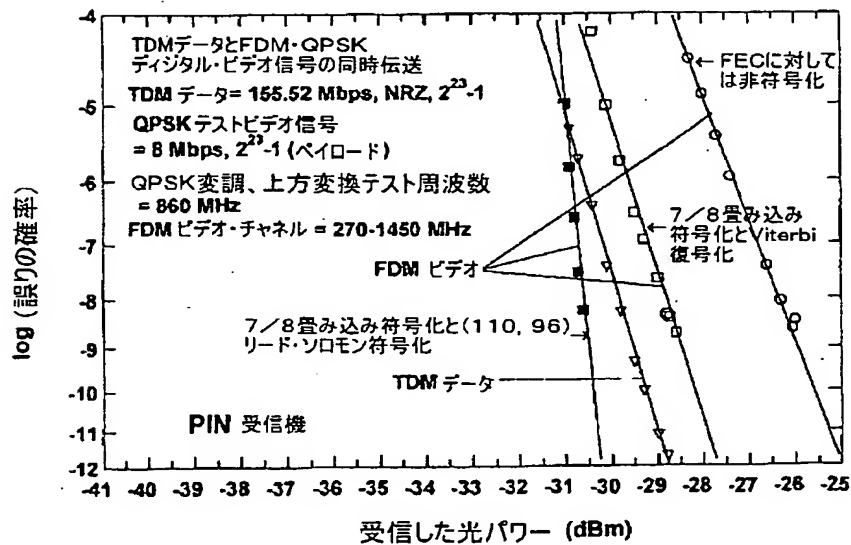 TDMデータとFDM・QPSK
ディジタル・ビデオ信号の同時伝送
TDM データ= 155.52 Mbps, NRZ, 2²³-1
QPSKテストビデオ信号
= 8 Mbps, 2²³-1 (ペイロード)
QPSK変調、上方変換テスト周波数
= 860 MHz
FDM ビデオ・チャネル = 270-1450 MHz
FECに対して
は非符号化
7/8畳み込み
符号化とViterbi
復号化
FDM ビデオ
7/8畳み込み符号化と(110, 96)
リード・ソロモン符号化
TDM データ
PIN 受信機
log (誤りの確率)
-4
-5
-6
-7
-8
-9
-10
-11
-12
-41 -40 -39 -38 -37 -36 -35 -34 -33 -32 -31 -30 -29 -28 -27 -26 -25
受信した光パワー (dBm)